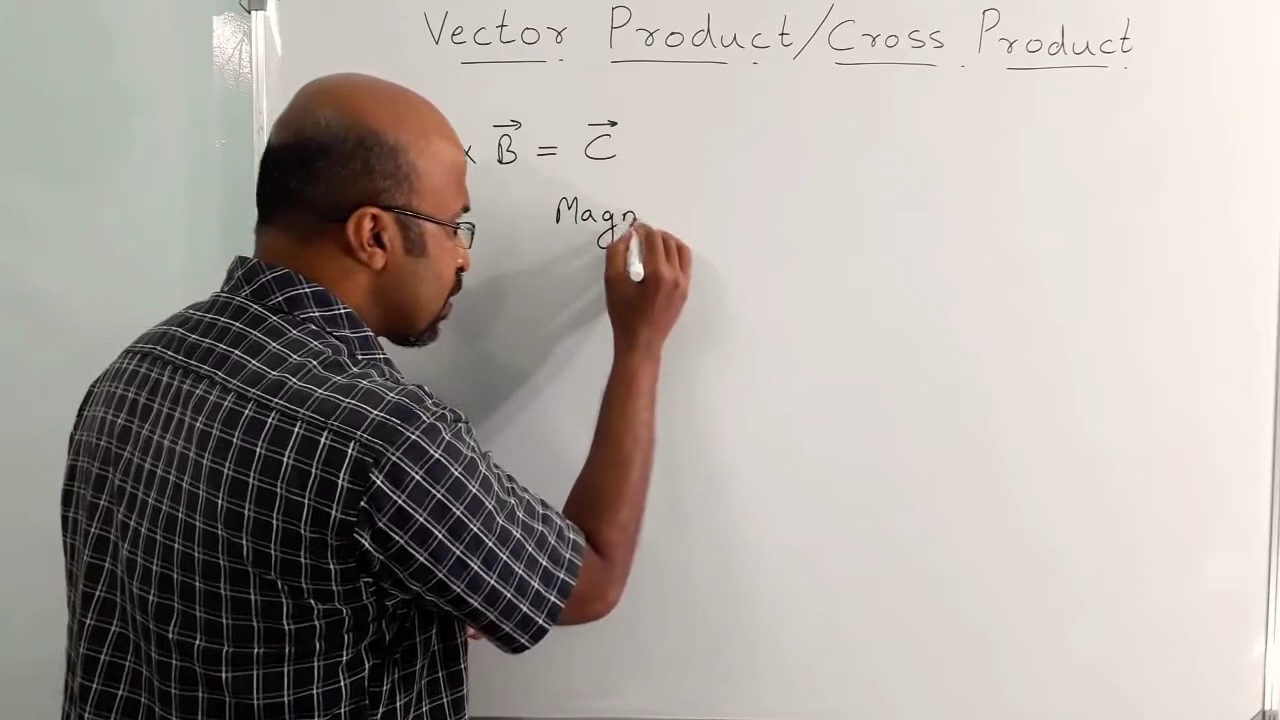 Vector Product/Cross Product
x B⃗ = C⃗
Magn